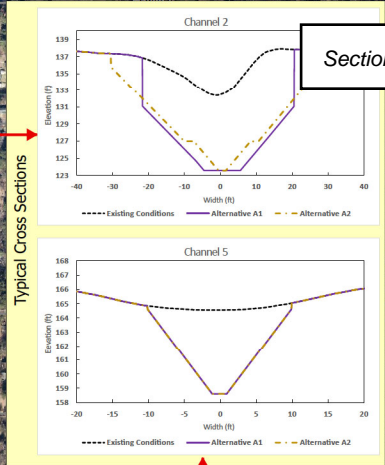 Typical Cross Sections
Channel 2
Section
Elevation (ft)
139
137
135
133
131
129
127
125
123
-40 -30 -20 -10 0 10 20 30 40
Width (ft)
Existing Conditions Alternative A1 Alternative A2
Channel 5
Eevation (ft)
168
167
166
165
164
163
162
161
160
159
158
-20 -15 -10 -5 0 5 10 15 20
Width (ft)
Existing Conditions Alternative A1 Alternative A2